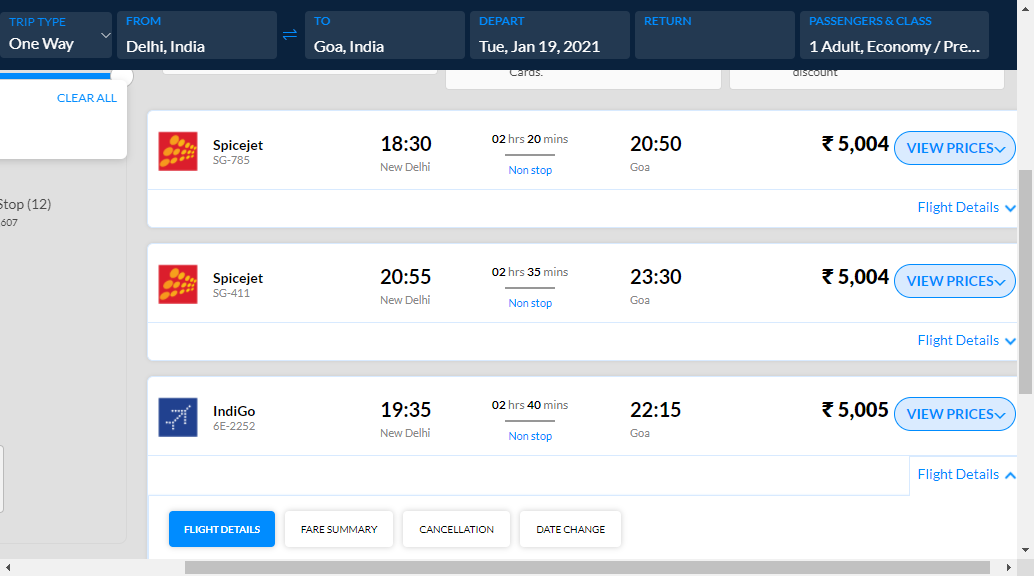 TRIP TYPE
One Way
FROM
Delhi, India
TO
Goa, India
DEPART
Tue, Jan 19, 2021
RETURN
PASSENGERS & CLASS
1 Adult, Economy / Pre...
Cards.
discount
CLEAR ALL
Stop (12)
607
Spicejet
SG-785
18:30
New Delhi
02 hrs 20 mins
Non stop
20:50
Goa
₹ 5,004
VIEW PRICES
Flight Details
Spicejet
SG-411
20:55
New Delhi
02 hrs 35 mins
Non stop
23:30
Goa
₹ 5,004
VIEW PRICES
Flight Details
IndiGo
6E-2252
19:35
New Delhi
02 hrs 40 mins
Non stop
22:15
Goa
₹ 5,005
VIEW PRICES
Flight Details
FLIGHT DETAILS
FARE SUMMARY
CANCELLATION
DATE CHANGE